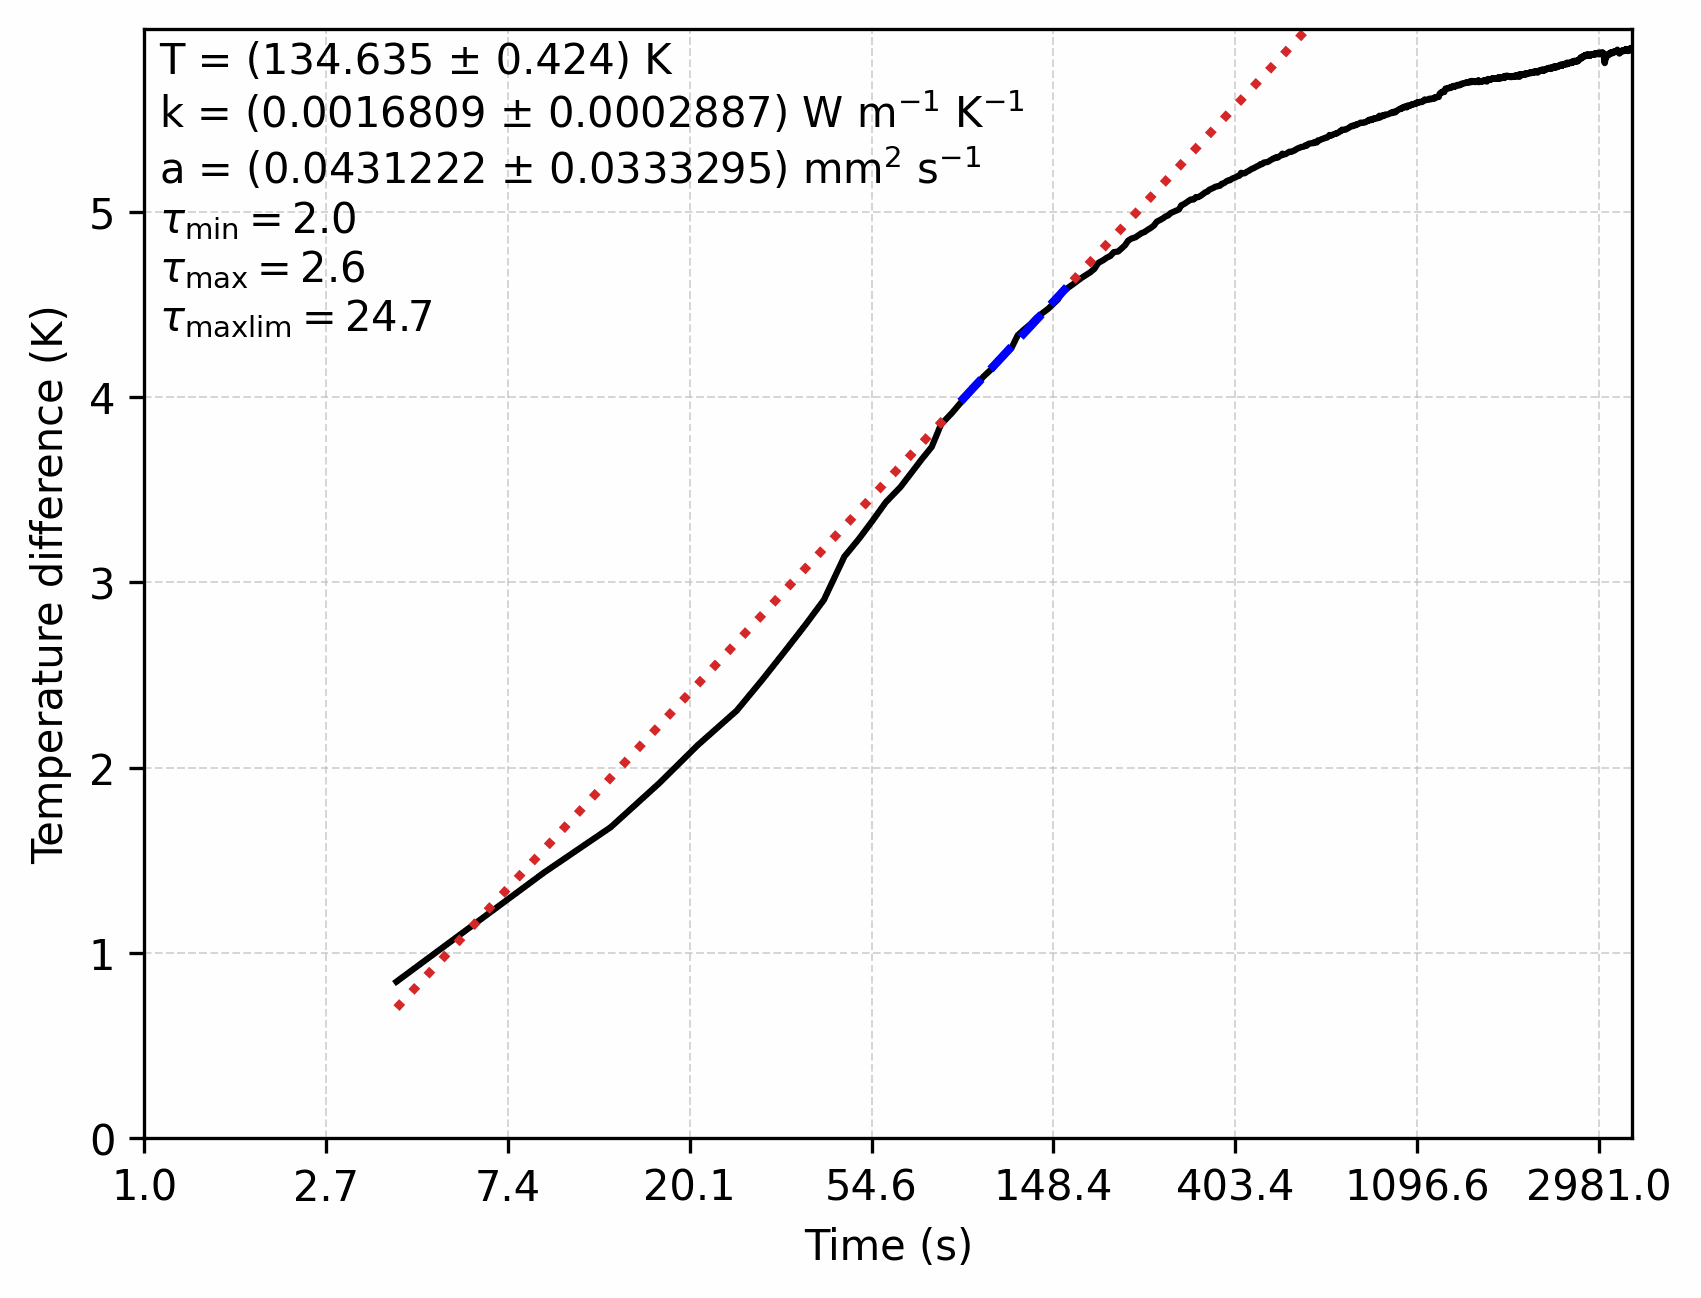 T = (134.635 ± 0.424) K
k = (0.0016809 ± 0.0002887) W m⁻¹ K⁻¹
a = (0.0431222 ± 0.0333295) mm² s⁻¹
τmin = 2.0
τmax = 2.6
τmaxlim = 24.7
Temperature difference (K)
5
4
3
2
1
0
1.0 2.7 7.4 20.1 54.6 148.4 403.4 1096.6 2981.0
Time (s)